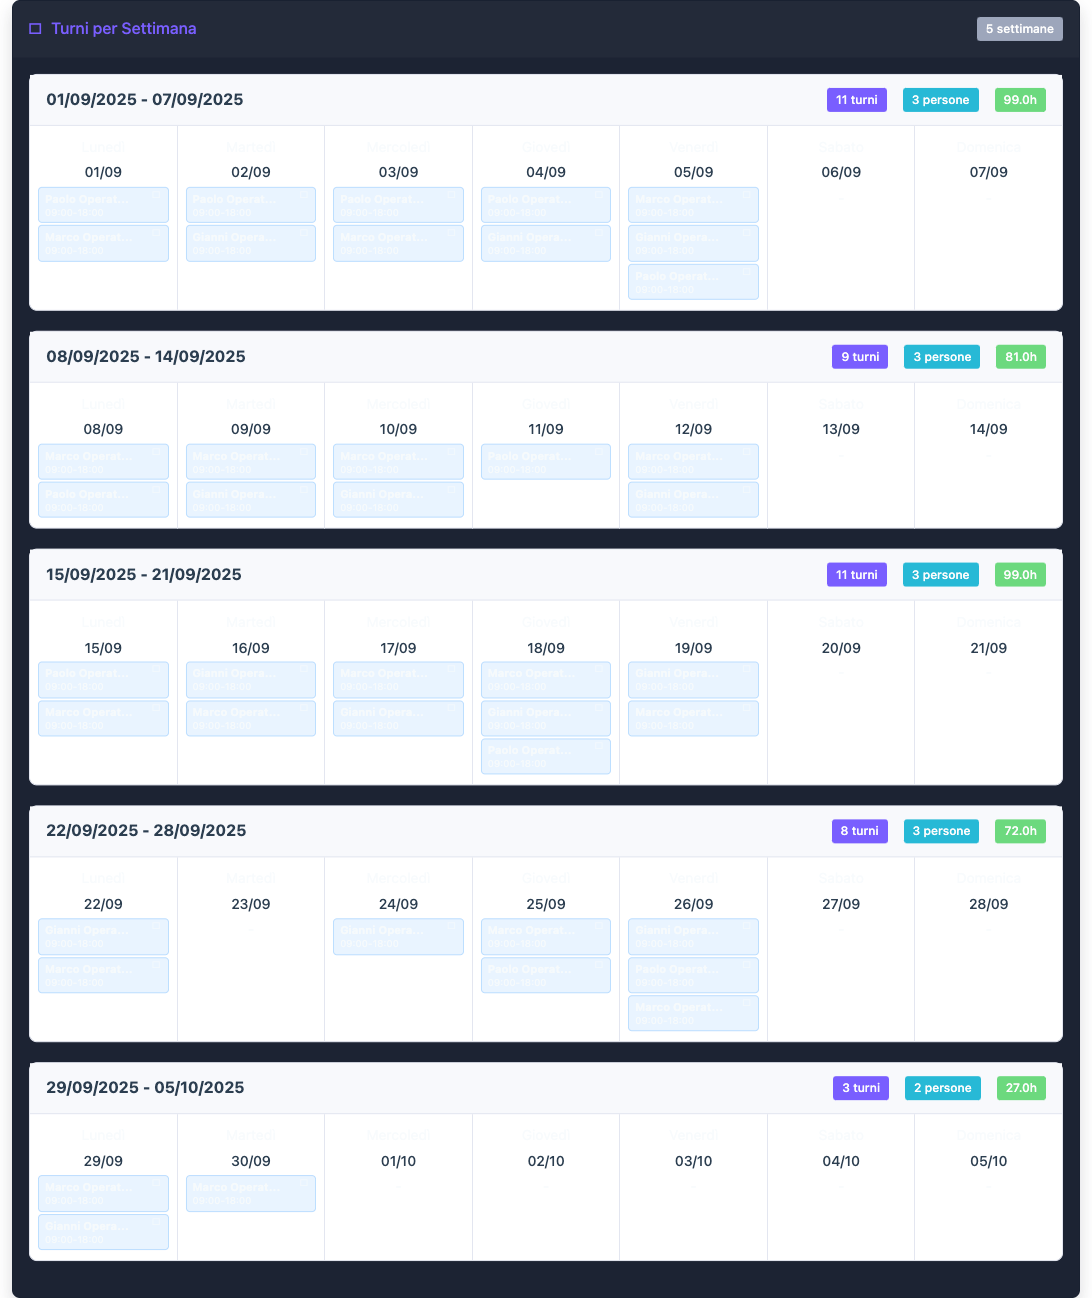 Turni per Settimana
5 settimane
01/09/2025 - 07/09/2025
11 turni
3 persone
99.0h
Lunedì
Martedì
Mercoledì
Giovedì
Venerdì
Sabato
Domenica
01/09
02/09
03/09
04/09
05/09
06/09
07/09
Paolo Operat...
09:00-18:00
Marco Operat...
09:00-18:00
Paolo Operat...
09:00-18:00
Gianni Opera...
09:00-18:00
Paolo Operat...
09:00-18:00
Marco Operat...
09:00-18:00
Paolo Operat...
09:00-18:00
Gianni Opera...
09:00-18:00
Marco Operat...
09:00-18:00
Gianni Opera...
09:00-18:00
Paolo Operat...
09:00-18:00
-
-
08/09/2025 - 14/09/2025
9 turni
3 persone
81.0h
Lunedì
Martedì
Mercoledì
Giovedì
Venerdì
Sabato
Domenica
08/09
09/09
10/09
11/09
12/09
13/09
14/09
Marco Operat...
09:00-18:00
Paolo Operat...
09:00-18:00
Marco Operat...
09:00-18:00
Gianni Opera...
09:00-18:00
Marco Operat...
09:00-18:00
Gianni Opera...
09:00-18:00
Paolo Operat...
09:00-18:00
Marco Operat...
09:00-18:00
Gianni Opera...
09:00-18:00
-
-
15/09/2025 - 21/09/2025
11 turni
3 persone
99.0h
Lunedì
Martedì
Mercoledì
Giovedì
Venerdì
Sabato
Domenica
15/09
16/09
17/09
18/09
19/09
20/09
21/09
Paolo Operat...
09:00-18:00
Marco Operat...
09:00-18:00
Gianni Opera...
09:00-18:00
Marco Operat...
09:00-18:00
Marco Operat...
09:00-18:00
Gianni Opera...
09:00-18:00
Marco Operat...
09:00-18:00
Gianni Opera...
09:00-18:00
Paolo Operat...
09:00-18:00
Gianni Opera...
09:00-18:00
Marco Operat...
09:00-18:00
-
-
22/09/2025 - 28/09/2025
8 turni
3 persone
72.0h
Lunedì
Martedì
Mercoledì
Giovedì
Venerdì
Sabato
Domenica
22/09
23/09
24/09
25/09
26/09
27/09
28/09
Gianni Opera...
09:00-18:00
Marco Operat...
09:00-18:00
-
Gianni Opera...
09:00-18:00
Marco Operat...
09:00-18:00
Paolo Operat...
09:00-18:00
Gianni Opera...
09:00-18:00
Paolo Operat...
09:00-18:00
Marco Operat...
09:00-18:00
-
-
29/09/2025 - 05/10/2025
3 turni
2 persone
27.0h
Lunedì
Martedì
Mercoledì
Giovedì
Venerdì
Sabato
Domenica
29/09
30/09
01/10
02/10
03/10
04/10
05/10
Marco Operat...
09:00-18:00
Gianni Opera...
09:00-18:00
Marco Operat...
09:00-18:00
-
-
-
-
-